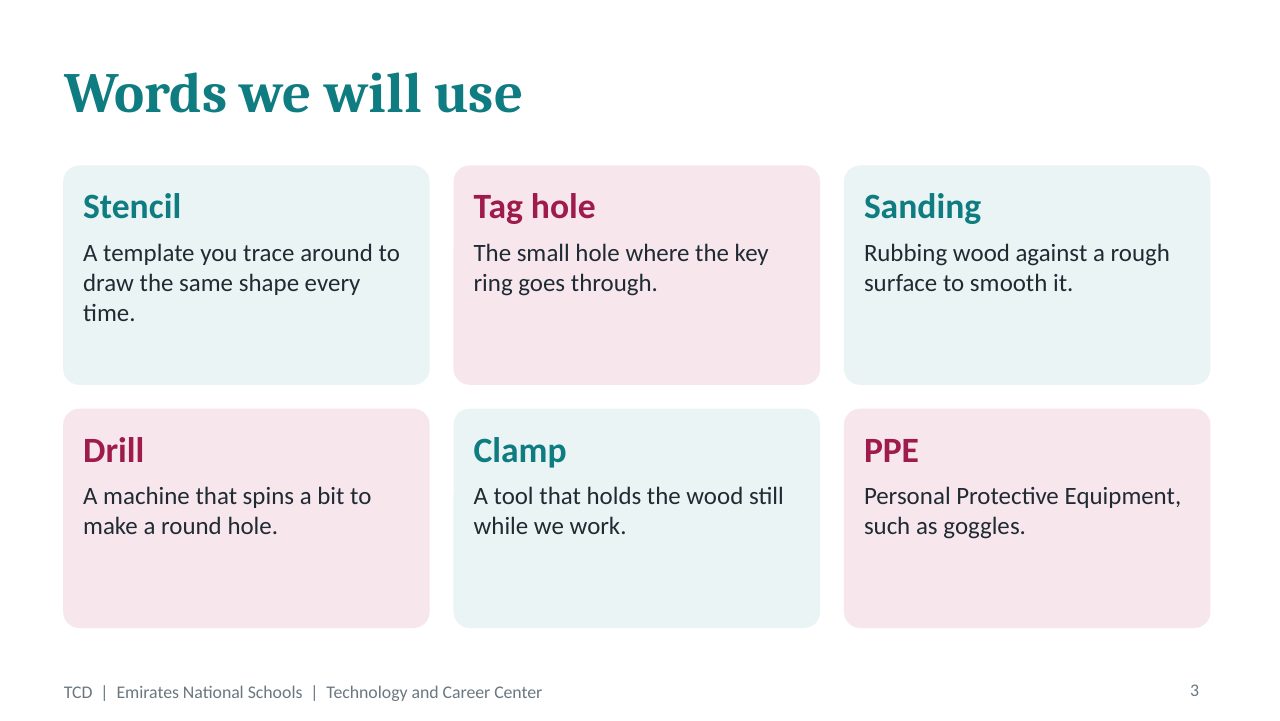 Words we will use
Stencil
A template you trace around to
draw the same shape every
time.
Tag hole
The small hole where the key
ring goes through.
Sanding
Rubbing wood against a rough
surface to smooth it.
Drill
A machine that spins a bit to
make a round hole.
Clamp
A tool that holds the wood still
while we work.
PPE
Personal Protective Equipment,
such as goggles.
TCD | Emirates National Schools | Technology and Career Center
3